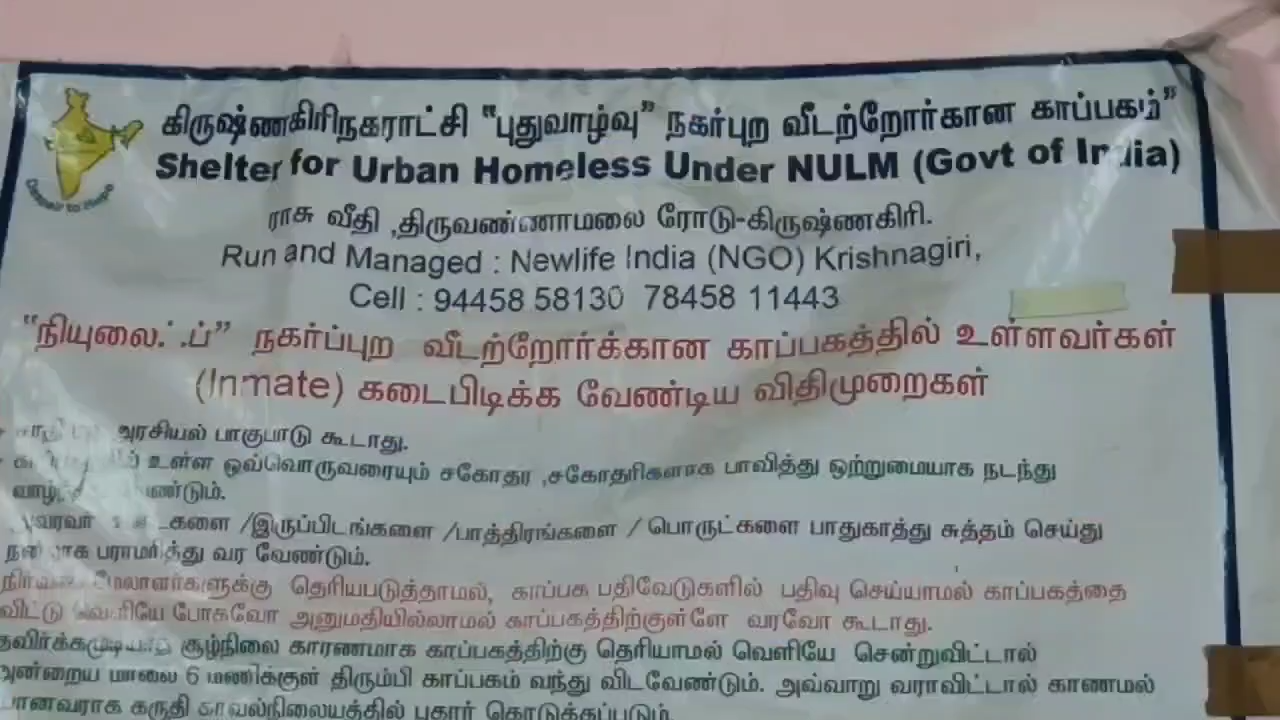 கிருஷ்ணகிரிநகராட்சி “புதுவாழ்வு” நகர்புற வீடற்றோர்கான காப்பகம்”
Shelter for Urban Homeless Under NULM (Govt of India)
ராசு வீதி ,திருவண்ணாமலை ரோடு-கிருஷ்ணகிரி.
Run and Managed : Newlife India (NGO) Krishnagiri,
Cell : 94458 58130 78458 11443
“நியுலைஃப்” நகர்ப்புற வீடற்றோர்க்கான காப்பகத்தில் உள்ளவர்கள்
(Inmate) கடைபிடிக்க வேண்டிய விதிமுறைகள்
அரசியல் பாகுபாடு கூடாது.
உள்ள ஒவ்வொருவரையும் சகோதர ,சகோதரிகளாக பாவித்து ஒற்றுமையாக நடந்து
/இருப்பிடங்களை /பாத்திரங்களை / பொருட்களை பாதுகாத்து சுத்தம் செய்து
பராமரித்து வர வேண்டும்.
தெரியபடுத்தாமல், காப்பக பதிவேடுகளில் பதிவு செய்யாமல் காப்பகத்தை
விட்டு வெளியே போகவோ அனுமதியில்லாமல் காப்பகத்திற்குள்ளே வரவோ கூடாது.
சூழ்நிலை காரணமாக காப்பகத்திற்கு தெரியாமல் வெளியே சென்றுவிட்டால்
அன்றைய மாலை 6 மணிக்குள் திரும்பி காப்பகம் வந்து விடவேண்டும். அவ்வாறு வராவிட்டால் காணமல்
போனவராக கருதி காவல்நிலையத்தில் புகார் கொடுக்கப்படும்.